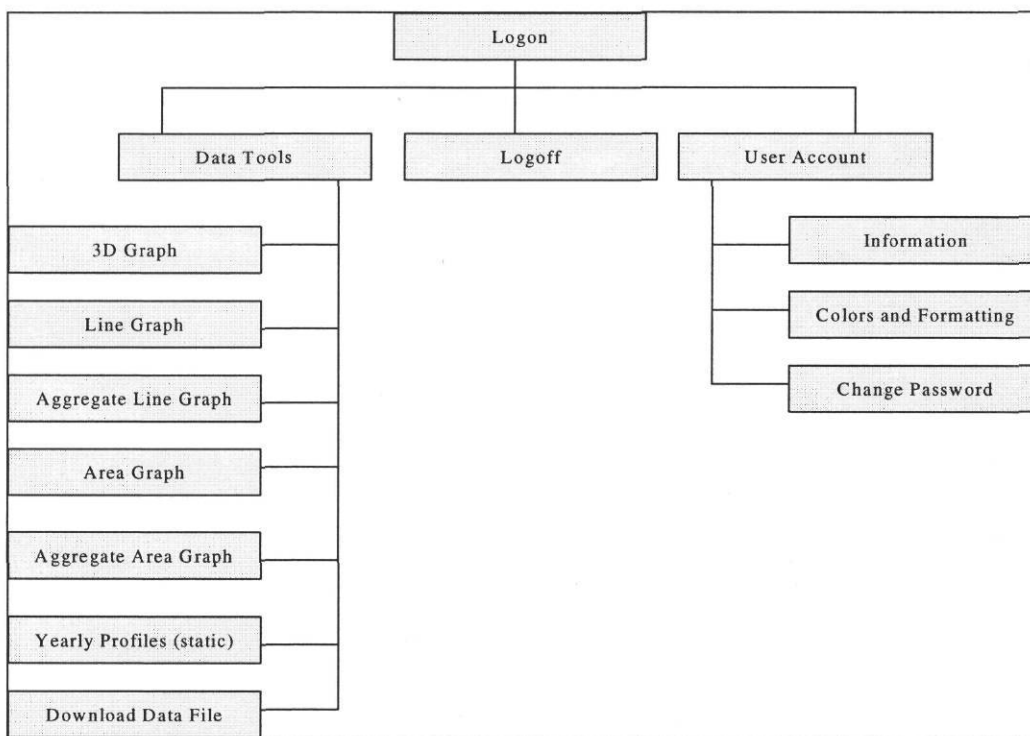 Logon
Data Tools
Logoff
User Account
3D Graph
Line Graph
Aggregate Line Graph
Area Graph
Aggregate Area Graph
Yearly Profiles (static)
Download Data File
Information
Colors and Formatting
Change Password